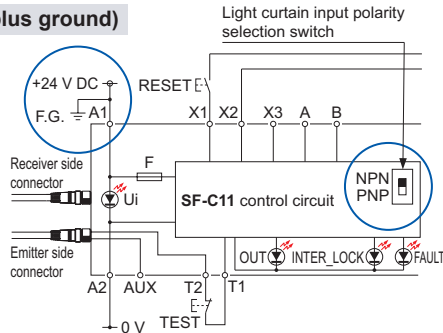 plus ground)
Light curtain input polarity
selection switch
+24 V DC
RESET
F.G.
A1
X1
X2
X3
A
B
Receiver side
connector
F
Ui
SF-C11 control circuit
NPN
PNP
Emitter side
connector
OUT
INTER_LOCK
FAULT
A2
AUX
T2
T1
0 V
TEST